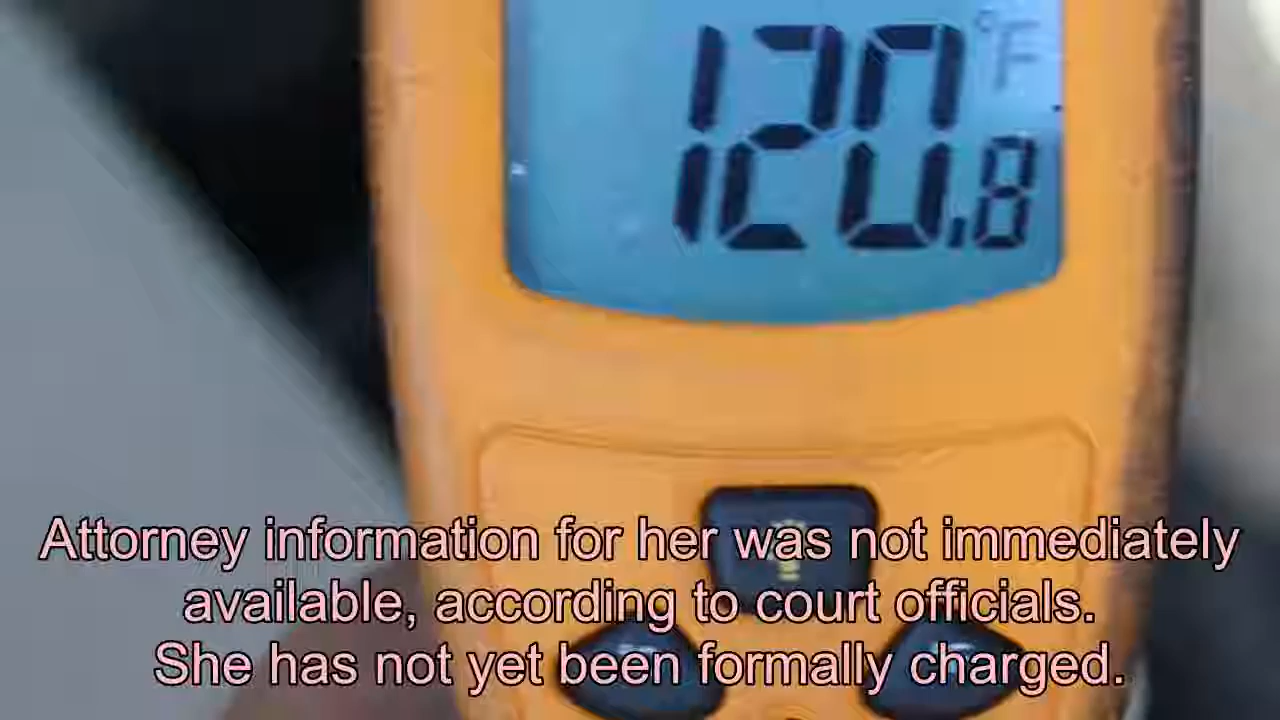 °F
120.8
Attorney information for her was not immediately
available, according to court officials.
She has not yet been formally charged.